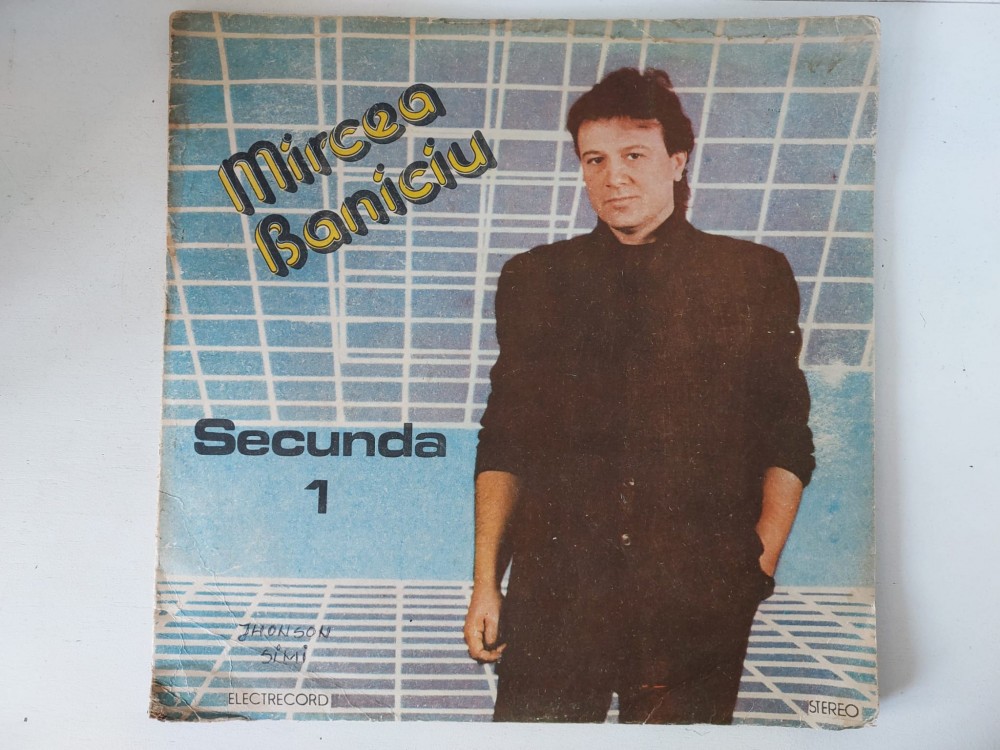 Mircea
Baniciu
Secunda
1
JHONSON
SIMI
ELECTRECORD
STEREO